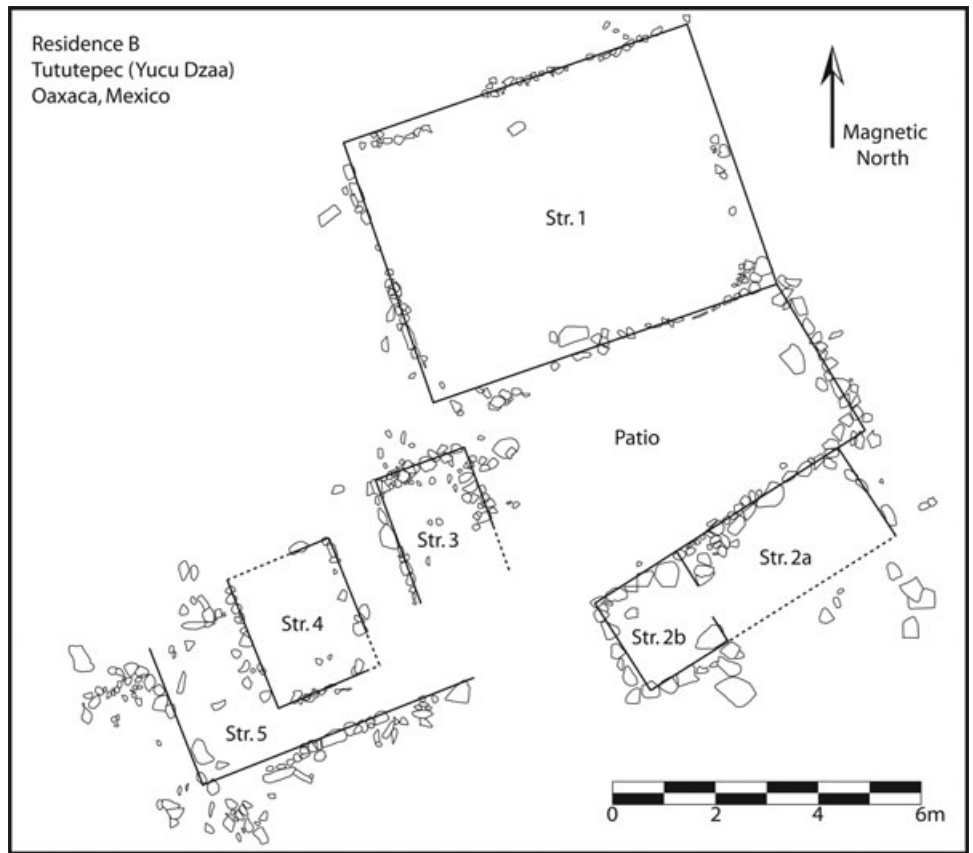 Residence B
Tututepec (Yucu Dzaa)
Oaxaca, Mexico
Magnetic
North
Str. 1
Patio
Str. 3
Str. 2a
Str. 4
Str. 2b
Str. 5
0 2 4 6m